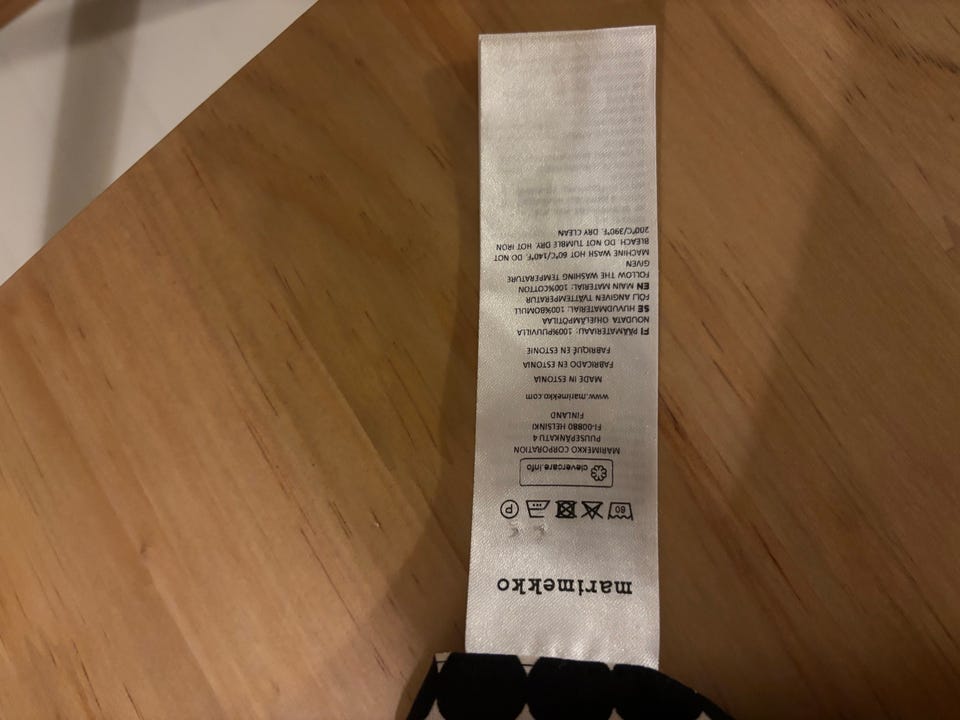 marimekko
60
P
clevercare.info
MARIMEKKO CORPORATION
PUUSEPÄNKATU 4
FI-00880 HELSINKI
FINLAND
www.marimekko.com
MADE IN ESTONIA
FABRICADO EN ESTONIA
FABRIQUÉ EN ESTONIE
FI PÄÄMATERIAALI: 100%PUUVILLA
NOUDATA OHJELÄMPÖTILAA
SE HUVUDMATERIAL: 100%BOMULL
FÖLJ ANGIVEN TVÄTTEMPERATUR
EN MAIN MATERIAL: 100%COTTON
FOLLOW THE WASHING TEMPERATURE
GIVEN
MACHINE WASH HOT 60°C/140°F. DO NOT
BLEACH. DO NOT TUMBLE DRY. HOT IRON
200°C/390°F. DRY CLEAN